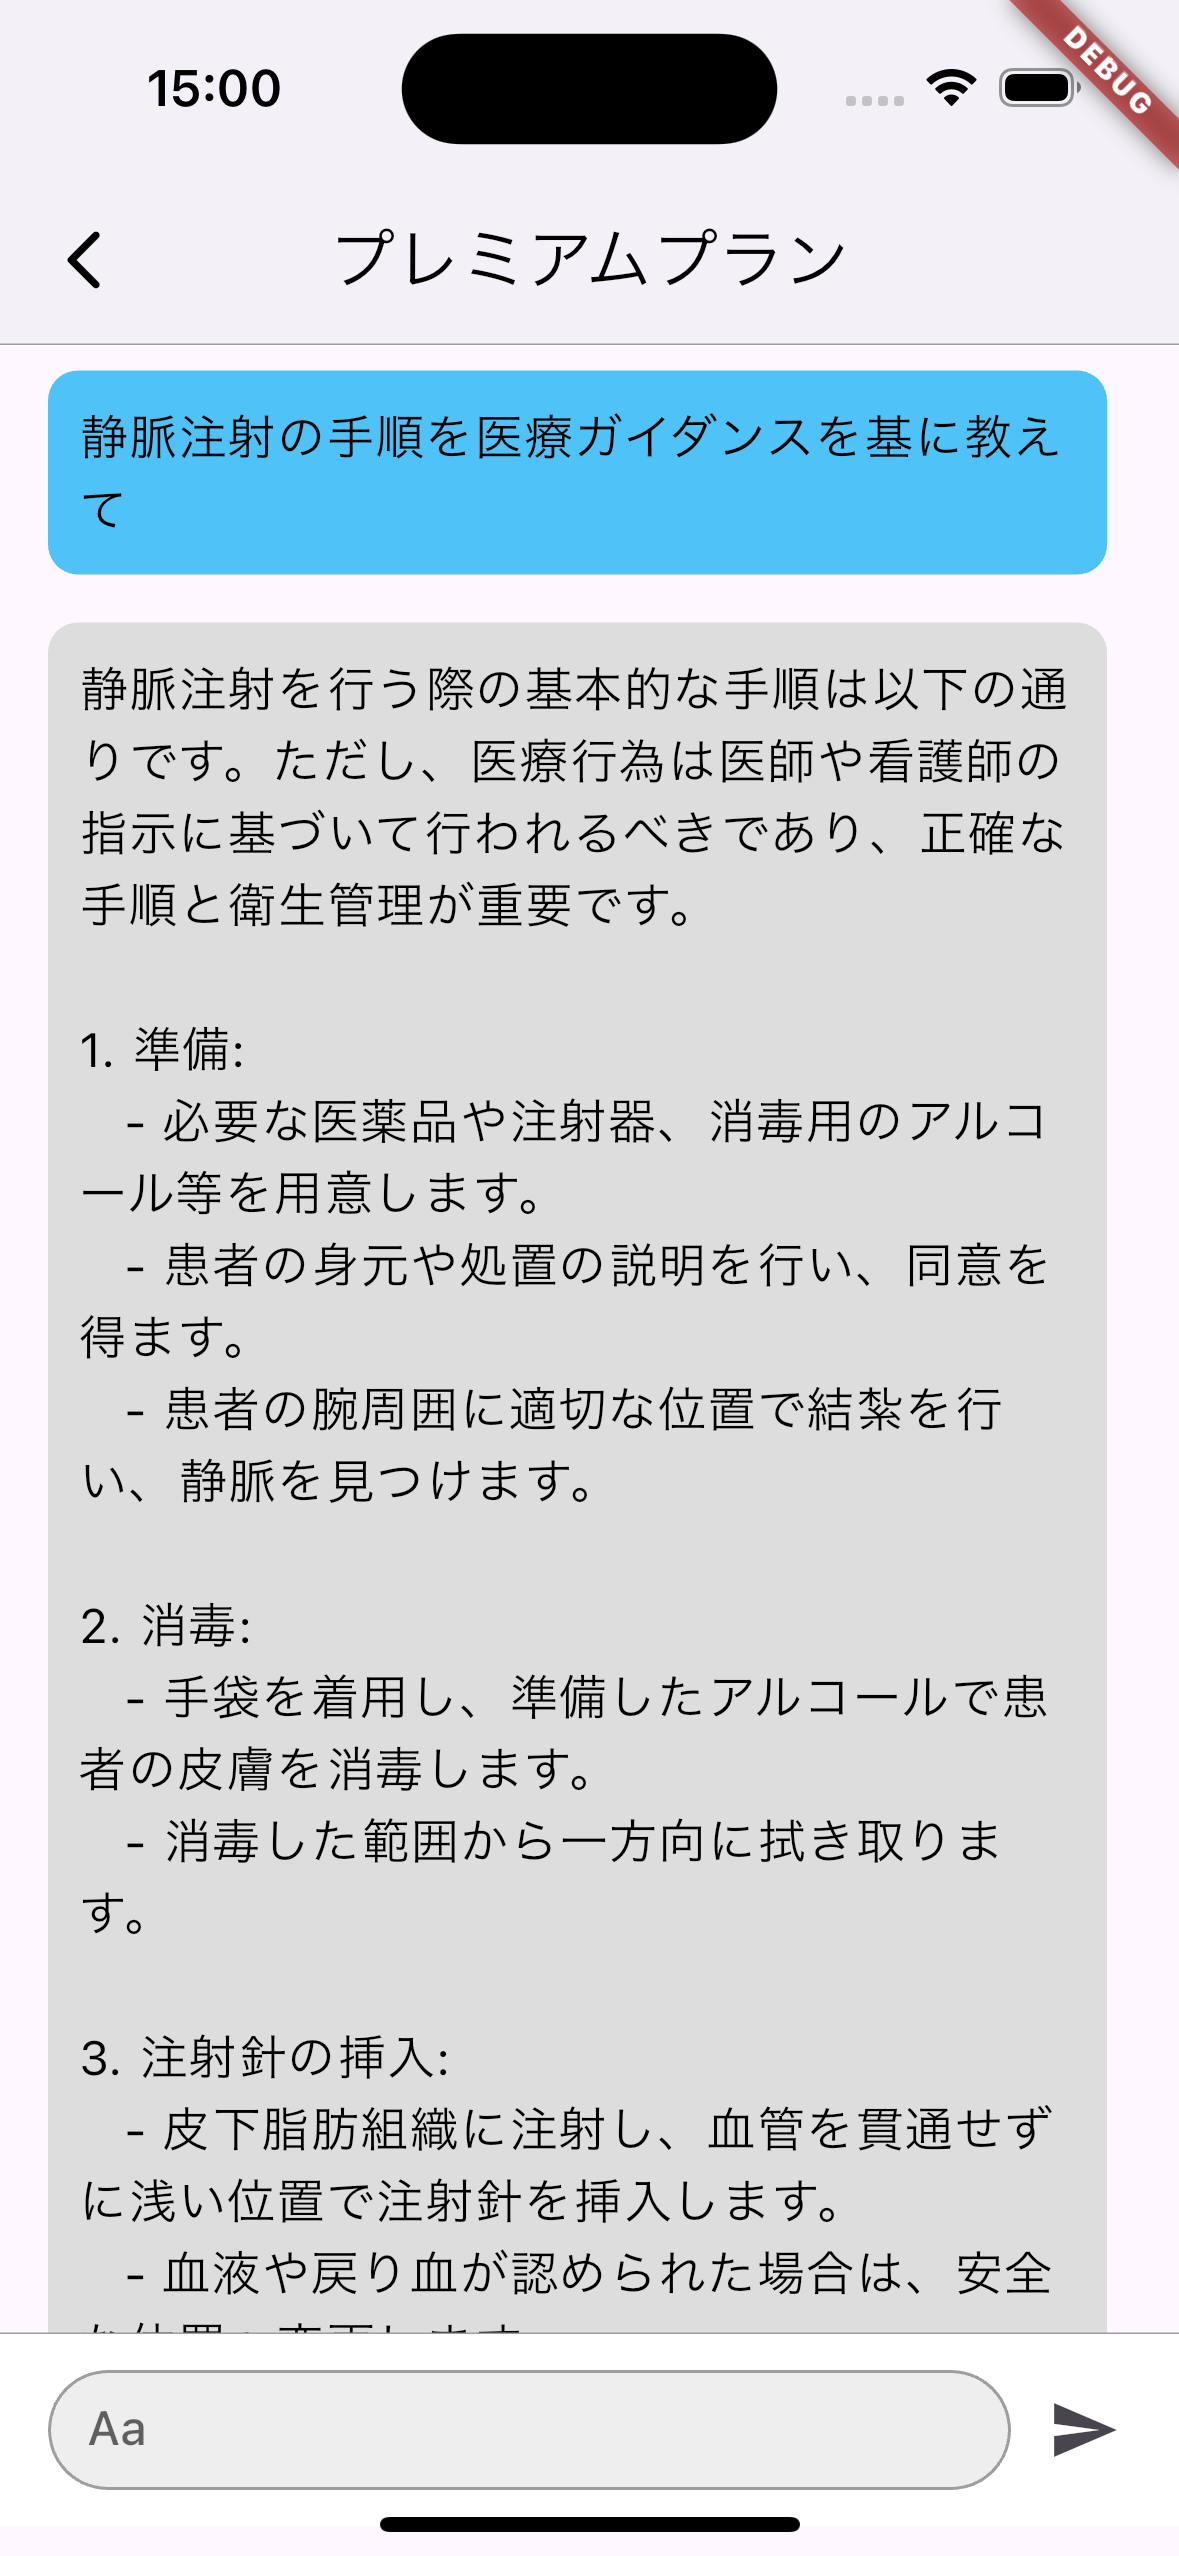 15:00
DEBUG
プレミアムプラン
静脈注射の手順を医療ガイダンスを基に教え
て
静脈注射を行う際の基本的な手順は以下の通
りです。ただし、医療行為は医師や看護師の
指示に基づいて行われるべきであり、正確な
手順と衛生管理が重要です。
1. 準備:
- 必要な医薬品や注射器、消毒用のアルコ
ール等を用意します。
- 患者の身元や処置の説明を行い、同意を
得ます。
- 患者の腕周囲に適切な位置で結紮を行
い、静脈を見つけます。
2. 消毒:
- 手袋を着用し、準備したアルコールで患
者の皮膚を消毒します。
- 消毒した範囲から一方向に拭き取りま
す。
3. 注射針の挿入:
- 皮下脂肪組織に注射し、血管を貫通せず
に浅い位置で注射針を挿入します。
- 血液や戻り血が認められた場合は、安全
Aa